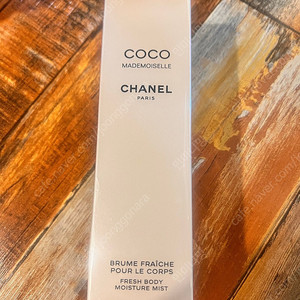 COCO
MADEMOISELLE
CHANEL
PARIS
BRUME FRAÎCHE
POUR LE CORPS
FRESH BODY
MOISTURE MIST